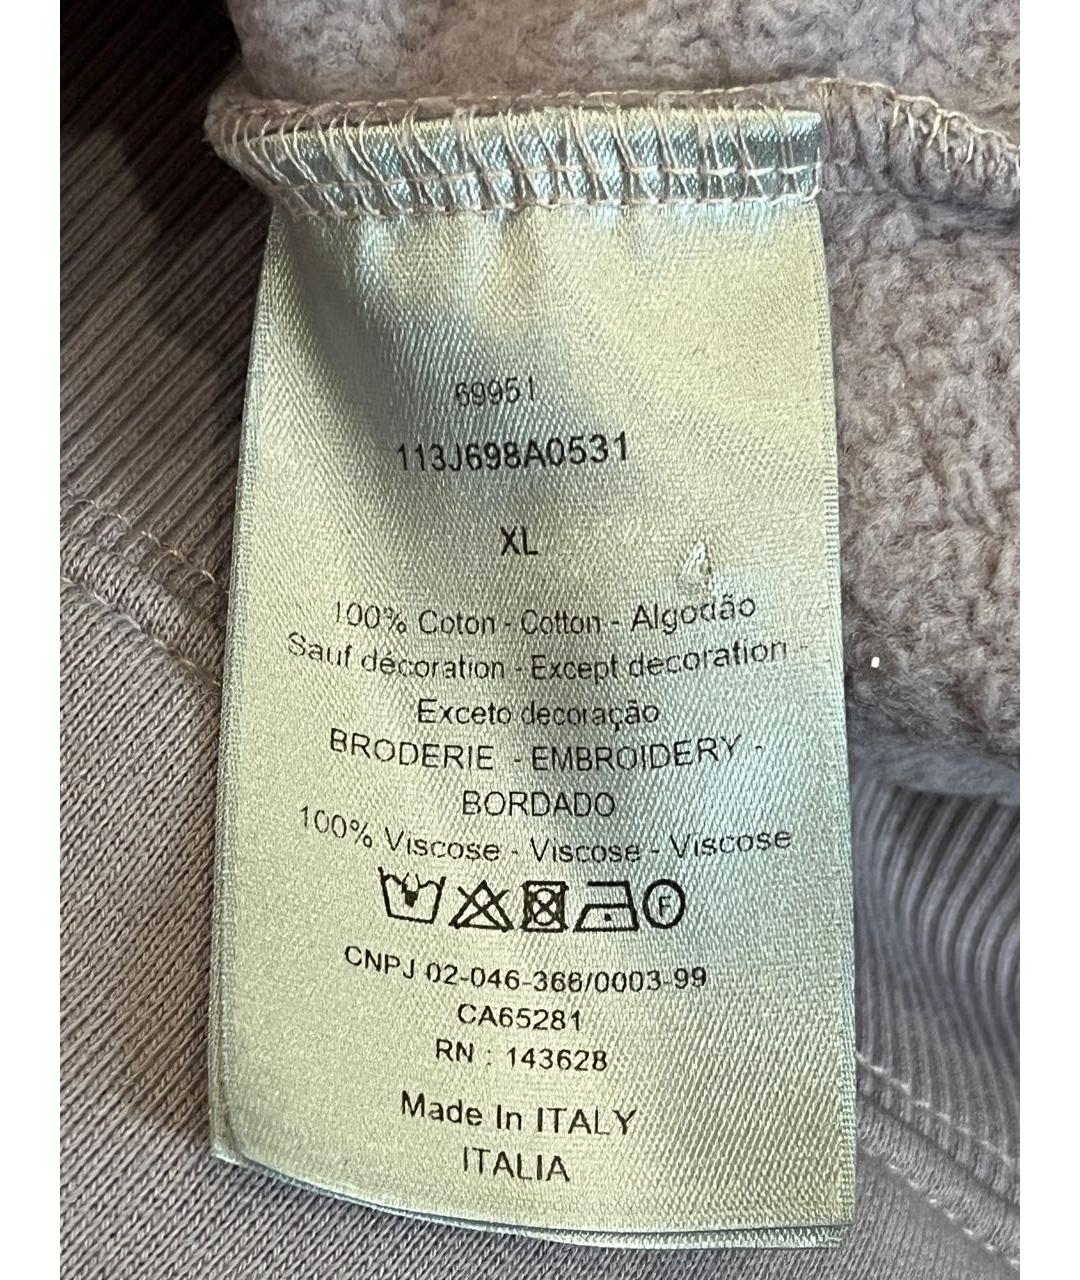 69951
113J698A0531
XL
100% Coton - Cotton - Algodão
Sauf décoration - Except decoration -
Exceto decoração
BRODERIE - EMBROIDERY -
BORDADO
100% Viscose - Viscose - Viscose
F
CNPJ 02-046-366/0003-99
CA65281
RN : 143628
Made In ITALY
ITALIA